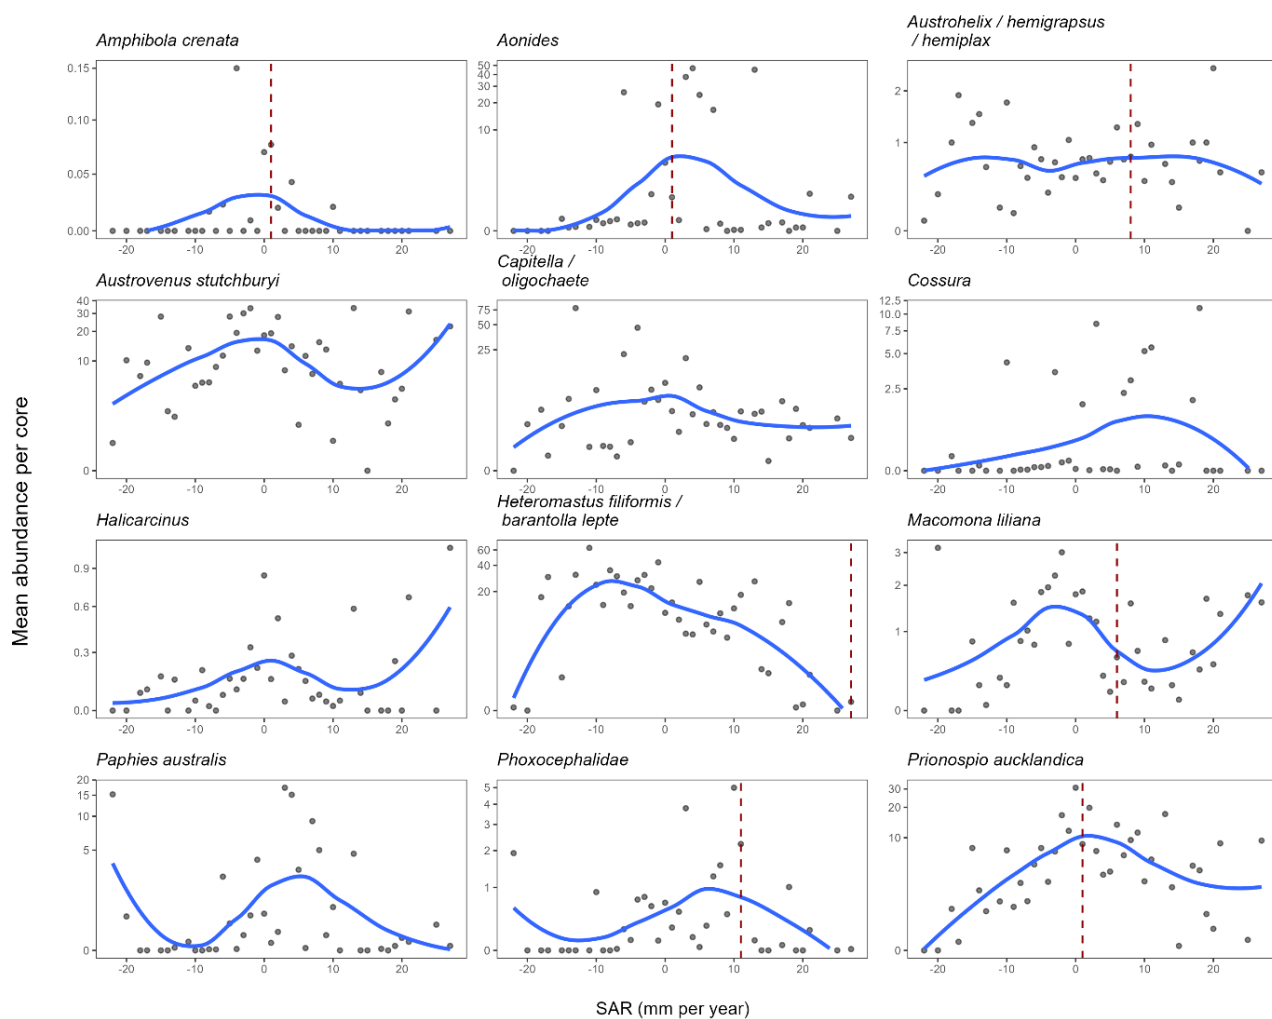 Amphibola crenata
0.15
0.10
0.05
0.00
-20 -10 0 10 20
Aonides
50
40
30
20
10
0
-20 -10 0 10 20
Austrohelix / hemigrapsus
/ hemiplax
2
1
0
-20 -10 0 10 20
Austrovenus stutchburyi
40
30
20
10
0
-20 -10 0 10 20
Capitella /
oligochaete
75
50
25
0
-20 -10 0 10 20
Cossura
12.5
10.0
7.5
5.0
2.5
0.0
-20 -10 0 10 20
Mean abundance per core
Halicarcinus
0.9
0.6
0.3
0.0
-20 -10 0 10 20
Heteromastus filiformis /
barantolla lepte
60
40
20
0
-20 -10 0 10 20
Macomona liliana
3
2
1
0
-20 -10 0 10 20
Paphies australis
20
15
10
5
0
-20 -10 0 10 20
Phoxocephalidae
5
4
3
2
1
0
-20 -10 0 10 20
Prionospio aucklandica
30
20
10
0
-20 -10 0 10 20
SAR (mm per year)